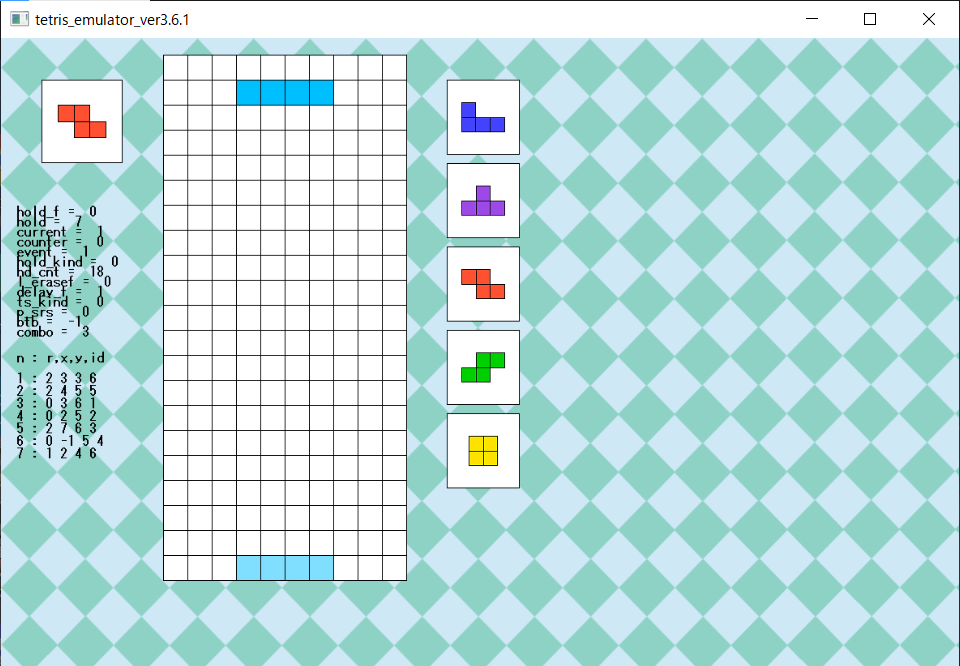 tetris_emulator_ver3.6.1
hold_f = 0
hold = 7
current = 1
counter = 0
event = 1
hold_kind = 0
hd_cnt = 18
l_erasef = 0
delay_f = 1
ts_kind = 0
p_srs = 0
btb = -1
combo = 3
n : r,x,y,id
1 : 2 3 3 6
2 : 2 4 5 5
3 : 0 3 6 1
4 : 0 2 5 2
5 : 2 7 6 3
6 : 0 -1 5 4
7 : 1 2 4 6